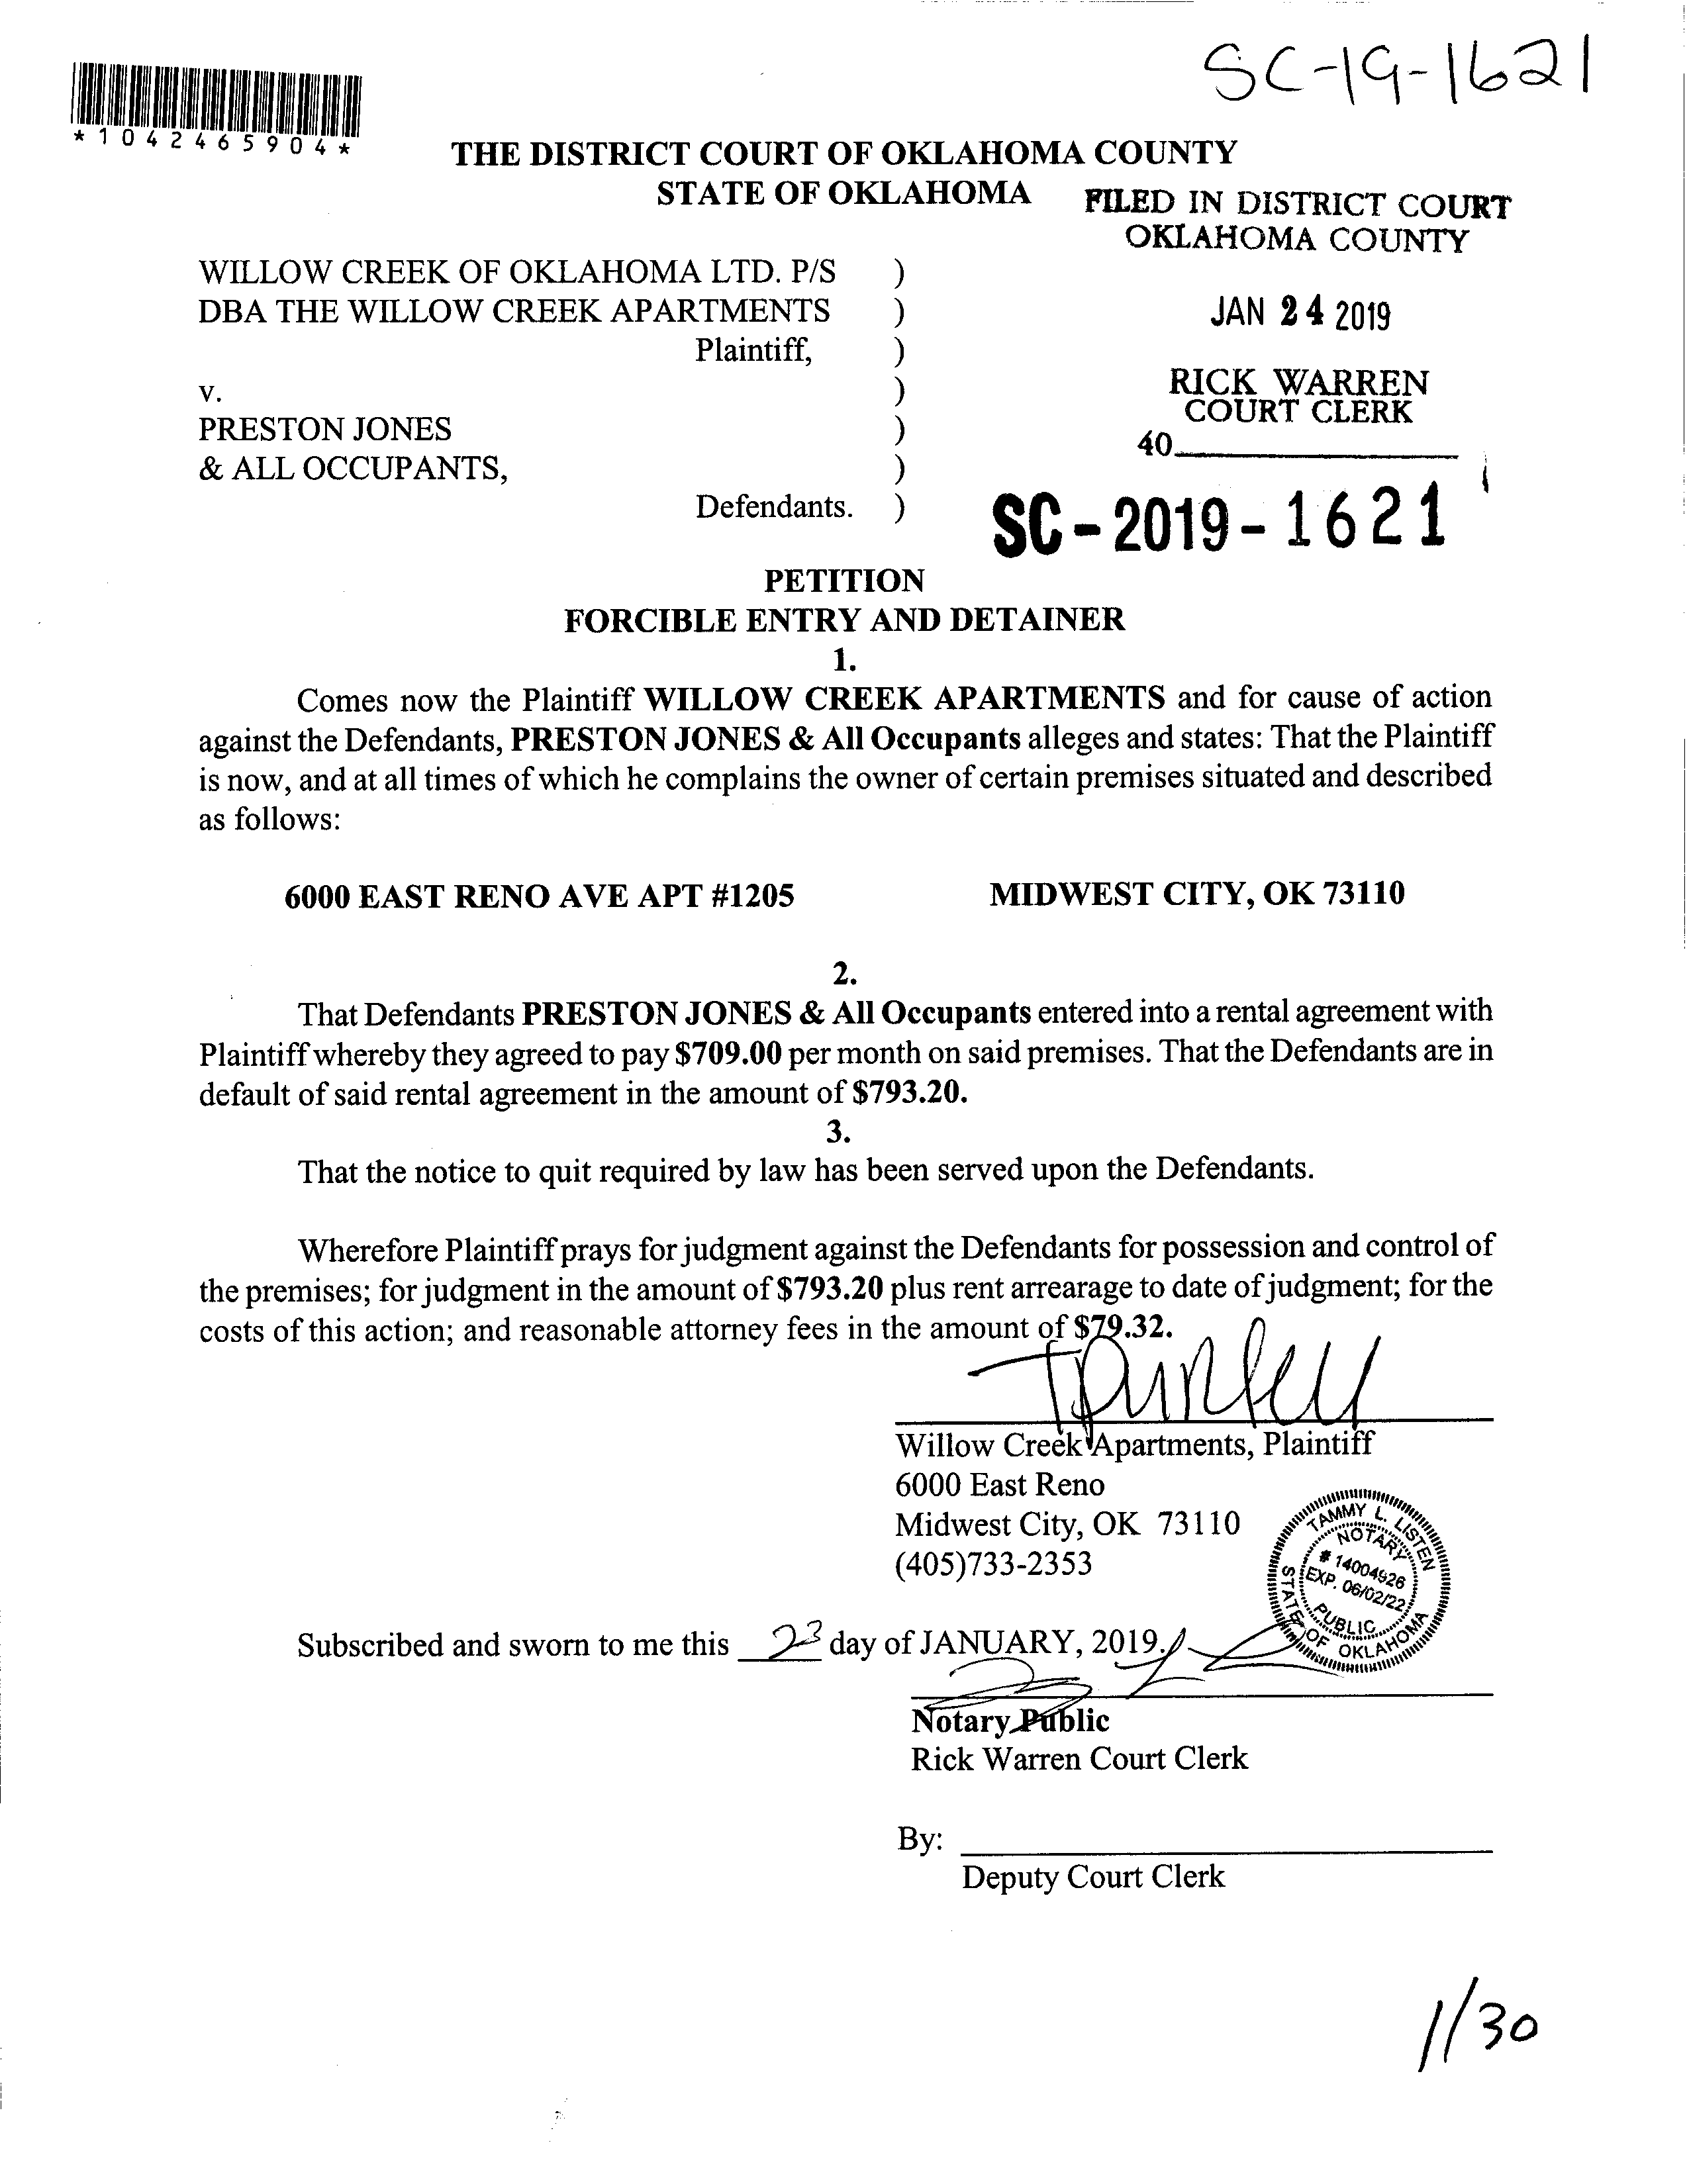 SC-19-1621
*1042465904*
THE DISTRICT COURT OF OKLAHOMA COUNTY
STATE OF OKLAHOMA
FILED IN DISTRICT COURT
OKLAHOMA COUNTY
WILLOW CREEK OF OKLAHOMA LTD. P/S )
DBA THE WILLOW CREEK APARTMENTS )
JAN 24 2019
Plaintiff, )
v. )
RICK WARREN
COURT CLERK
PRESTON JONES )
40
& ALL OCCUPANTS, )
Defendants. )
SC-2019-1621
PETITION
FORCIBLE ENTRY AND DETAINER
1.
Comes now the Plaintiff WILLOW CREEK APARTMENTS and for cause of action
against the Defendants, PRESTON JONES & All Occupants alleges and states: That the Plaintiff
is now, and at all times of which he complains the owner of certain premises situated and described
as follows:
6000 EAST RENO AVE APT #1205 MIDWEST CITY, OK 73110
2.
That Defendants PRESTON JONES & All Occupants entered into a rental agreement with
Plaintiff whereby they agreed to pay $709.00 per month on said premises. That the Defendants are in
default of said rental agreement in the amount of $793.20.
3.
That the notice to quit required by law has been served upon the Defendants.
Wherefore Plaintiff prays for judgment against the Defendants for possession and control of
the premises; for judgment in the amount of $793.20 plus rent arrearage to date of judgment; for the
costs of this action; and reasonable attorney fees in the amount of $79.32.
Willow Creek Apartments, Plaintiff
6000 East Reno
Midwest City, OK 73110
(405)733-2353
TAMMY L. LISTEN
NOTARY
# 14004926
EXP. 06/02/22
PUBLIC
STATE OF OKLAHOMA
Subscribed and sworn to me this 23 day of JANUARY, 2019.
Notary Public
Rick Warren Court Clerk
By:
Deputy Court Clerk
1/30